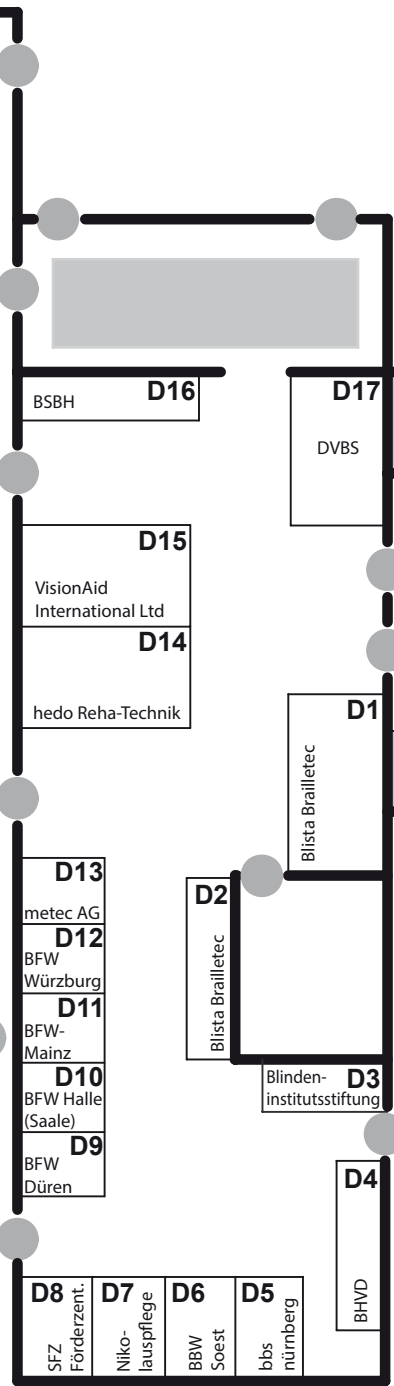 D16
BSBH
D17
DVBS
D15
VisionAid
International Ltd
D14
hedo Reha-Technik
D1
Blista Brailletec
D13
metec AG
D2
Blista Brailletec
D12
BFW
Würzburg
D11
BFW-
Mainz
D10
BFW Halle
(Saale)
D3
Blinden-
institutsstiftung
D9
BFW
Düren
D4
BHVD
D8
SFZ
Förderzent.
D7
Niko-
lauspflege
D6
BBW
Soest
D5
bbs
nürnberg